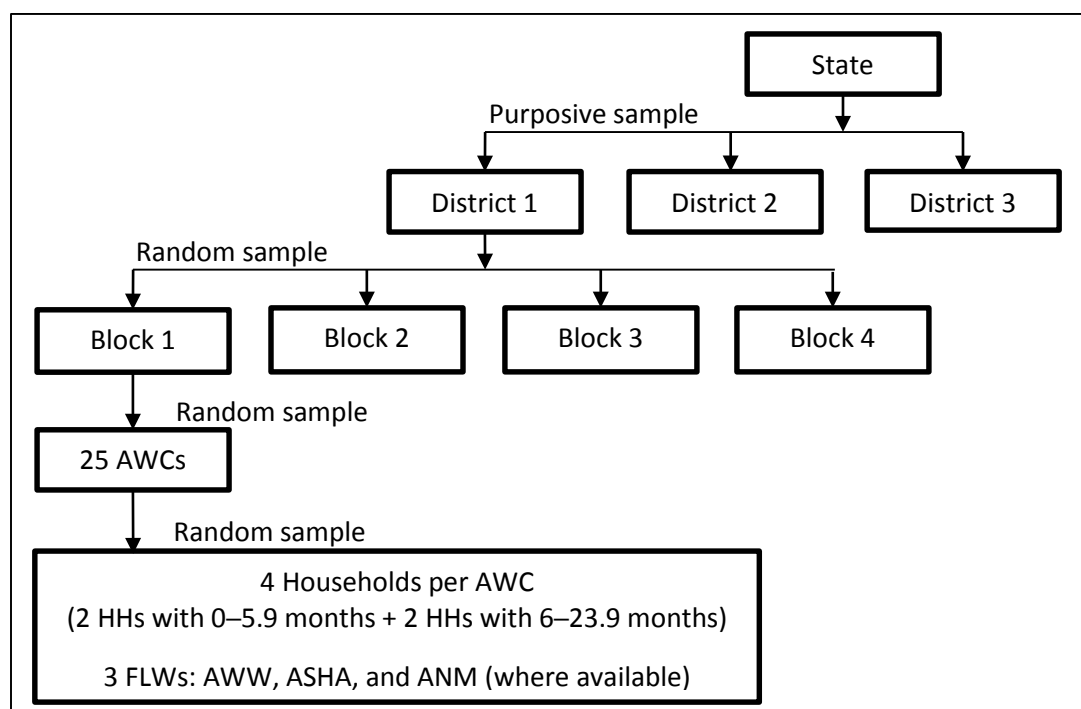 State
Purposive sample
District 1
District 2
District 3
Random sample
Block 1
Block 2
Block 3
Block 4
Random sample
25 AWCs
Random sample
4 Households per AWC
(2 HHs with 0–5.9 months + 2 HHs with 6–23.9 months)
3 FLWs: AWW, ASHA, and ANM (where available)